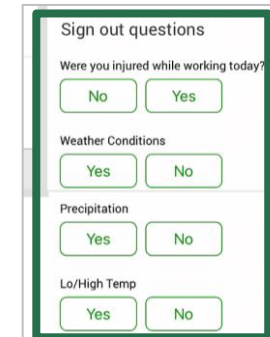 Sign out questions
Were you injured while working today?
No Yes
Weather Conditions
Yes No
Precipitation
Yes No
Lo/High Temp
Yes No